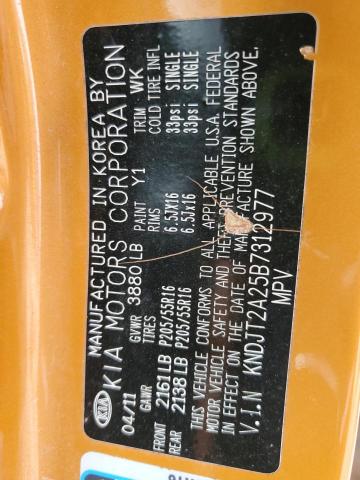 MANUFACTURED IN KOREA BY
KIA KIA MOTORS CORPORATION
04/11 GVWR 3880 LB PAINT Y1 TRIM WK
GAWR TIRES RIMS COLD TIRE INFL
FRONT 2161 LB P205/55R16 6.5Jx16 33psi SINGLE
REAR 2138 LB P205/55R16 6.5Jx16 33psi SINGLE
THIS VEHICLE CONFORMS TO ALL APPLICABLE U.S.A. FEDERAL
MOTOR VEHICLE SAFETY AND THEFT PREVENTION STANDARDS
IN EFFECT ON THE DATE OF MANUFACTURE SHOWN ABOVE.
V.I.N KNDJT2A25B7312977
MPV